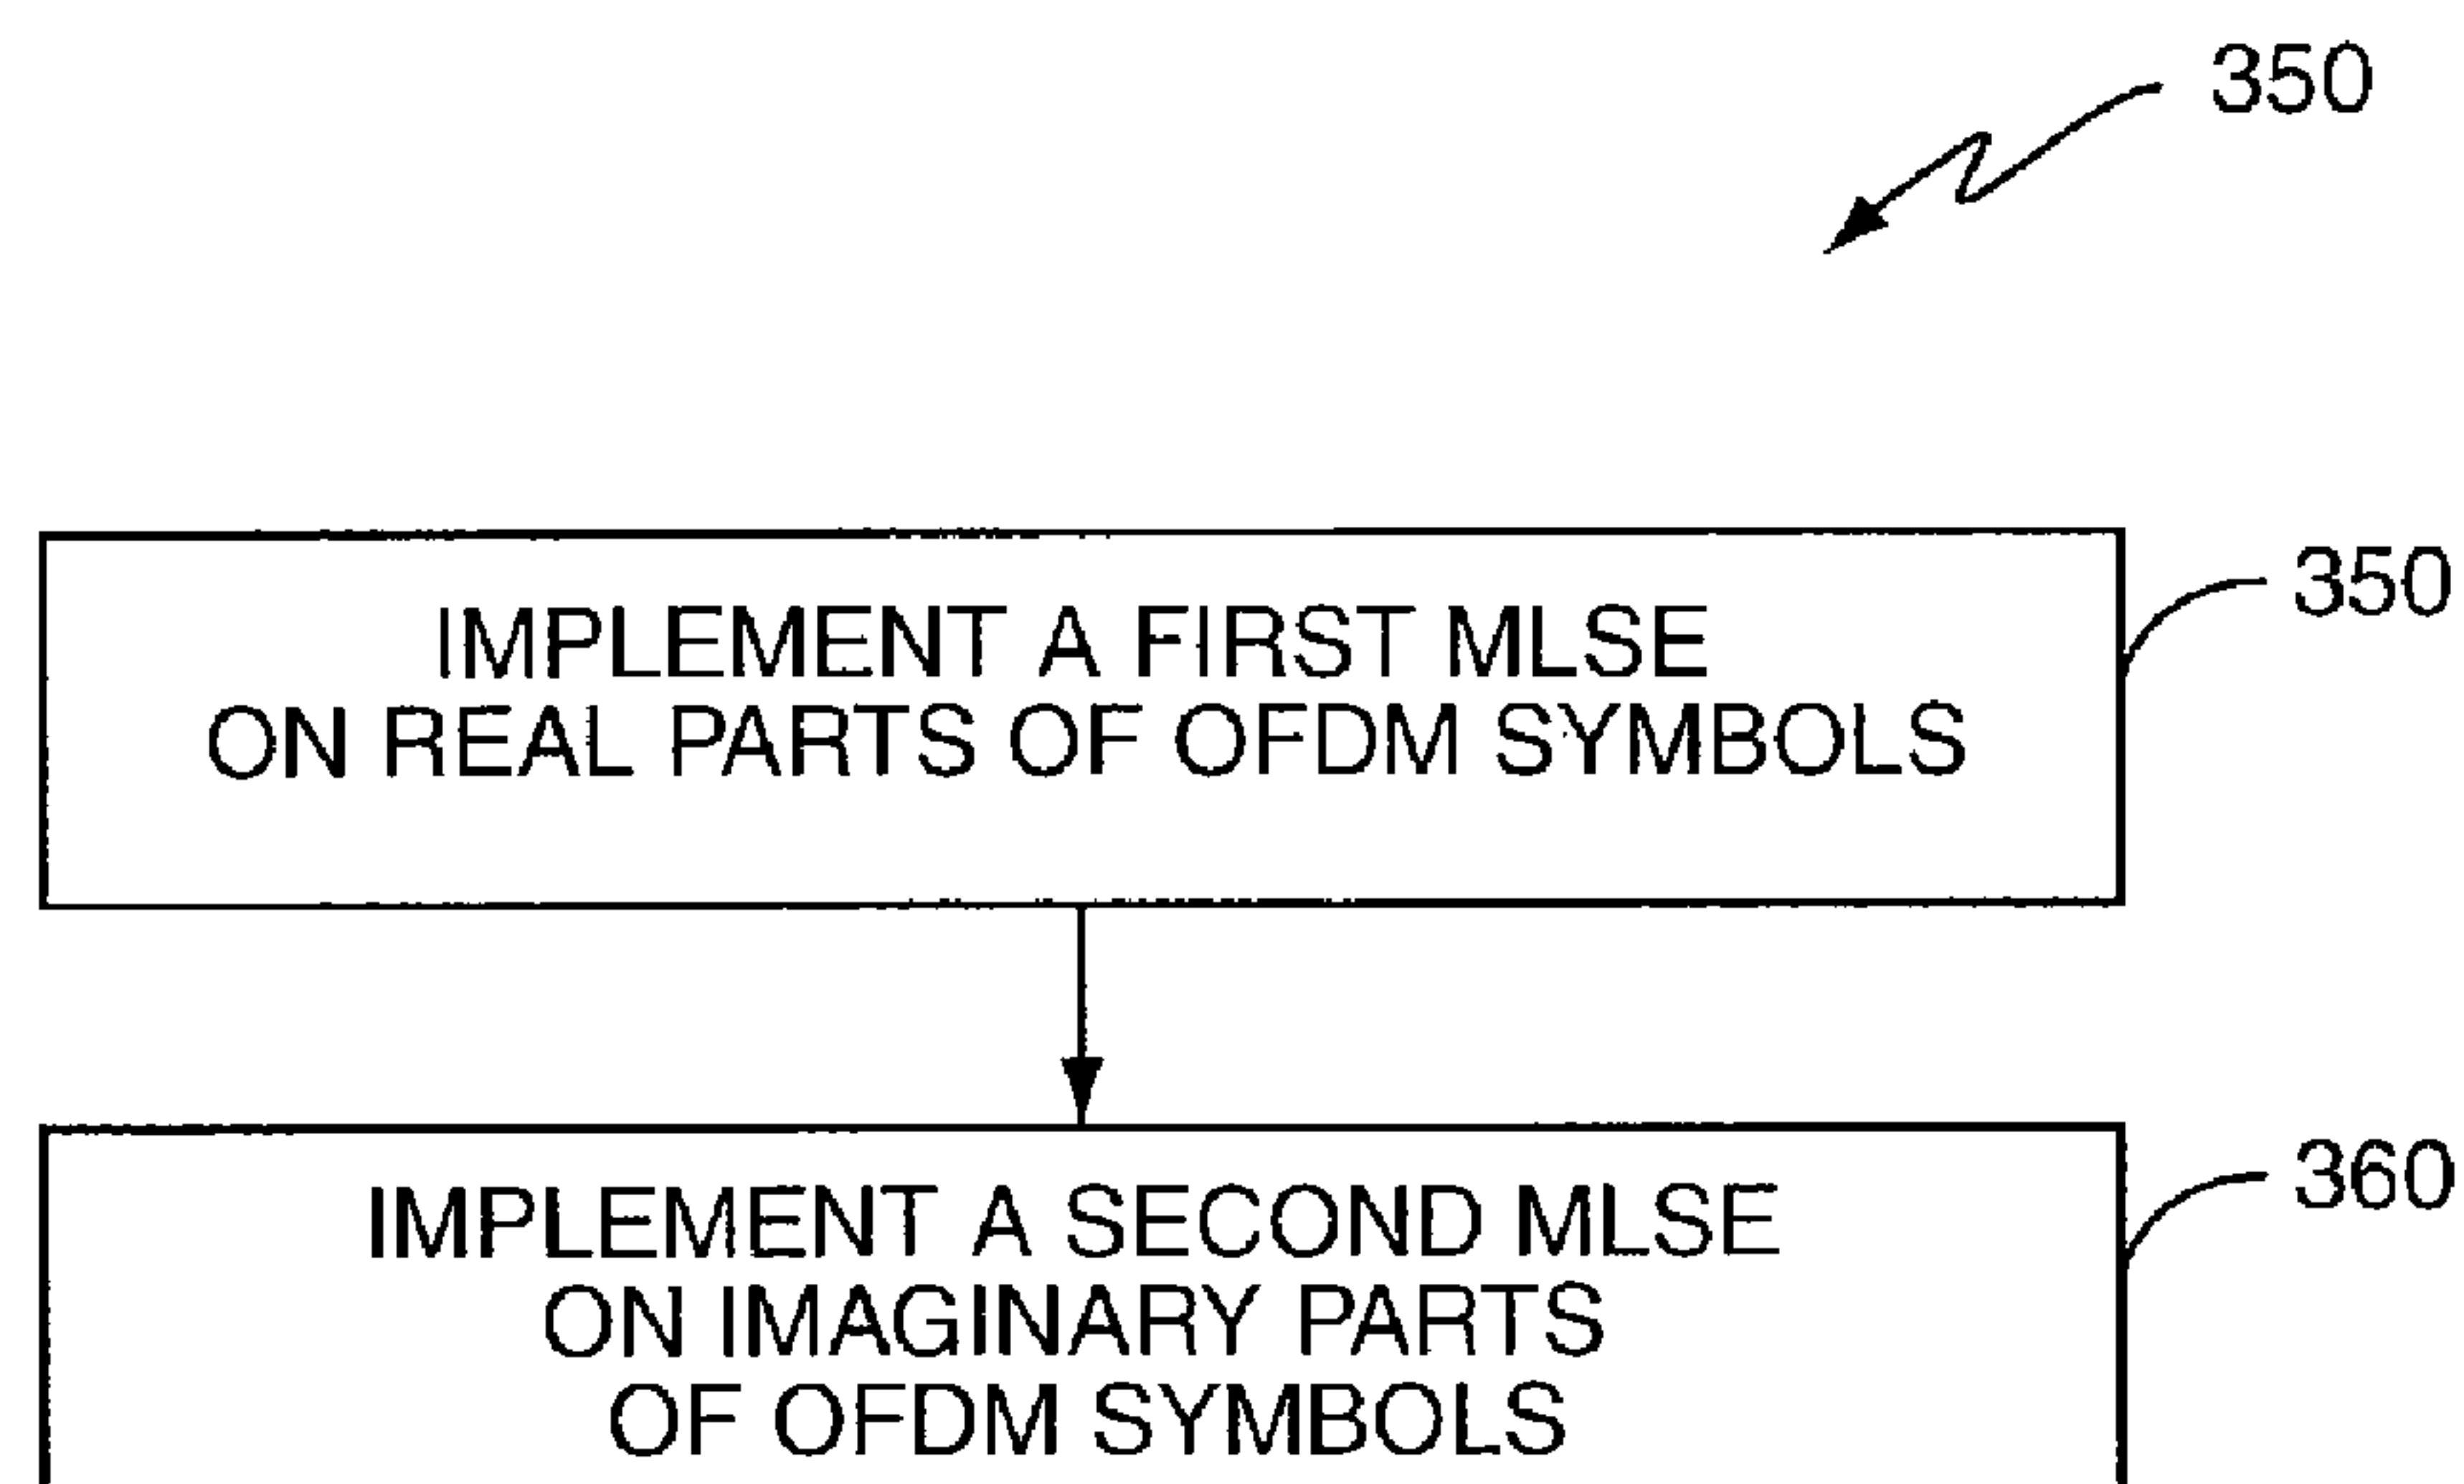 350
350
IMPLEMENT A FIRST MLSE
ON REAL PARTS OF OFDM SYMBOLS
360
IMPLEMENT A SECOND MLSE
ON IMAGINARY PARTS
OF OFDM SYMBOLS